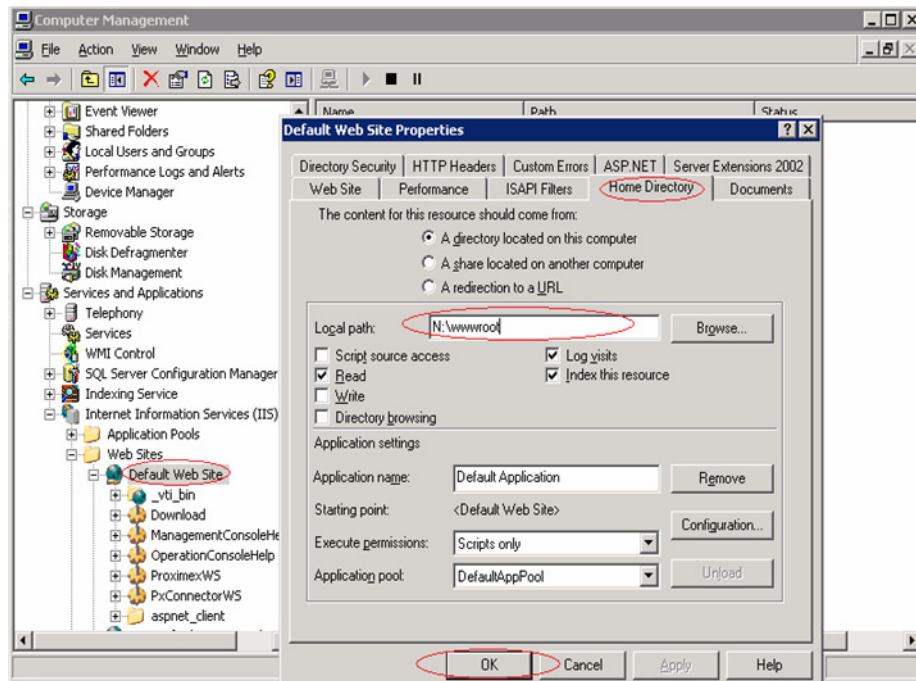 Computer Management
File Action View Window Help
Name Path Status
Event Viewer
Shared Folders
Local Users and Groups
Performance Logs and Alerts
Device Manager
Storage
Removable Storage
Disk Defragmenter
Disk Management
Services and Applications
Telephony
Services
WMI Control
SQL Server Configuration Manager
Indexing Service
Internet Information Services (IIS)
Application Pools
Web Sites
Default Web Site
_vti_bin
Download
ManagementConsoleHe
OperationConsoleHelp
ProximexWS
PxConnectorWS
aspnet_client
Default Web Site Properties
Directory Security HTTP Headers Custom Errors ASP.NET Server Extensions 2002
Web Site Performance ISAPI Filters Home Directory Documents
The content for this resource should come from:
A directory located on this computer
A share located on another computer
A redirection to a URL
Local path: N:\wwwroot Browse...
Script source access Log visits
Read Index this resource
Write
Directory browsing
Application settings
Application name: Default Application Remove
Starting point: <Default Web Site>
Configuration...
Execute permissions: Scripts only
Application pool: DefaultAppPool Unload
OK Cancel Apply Help